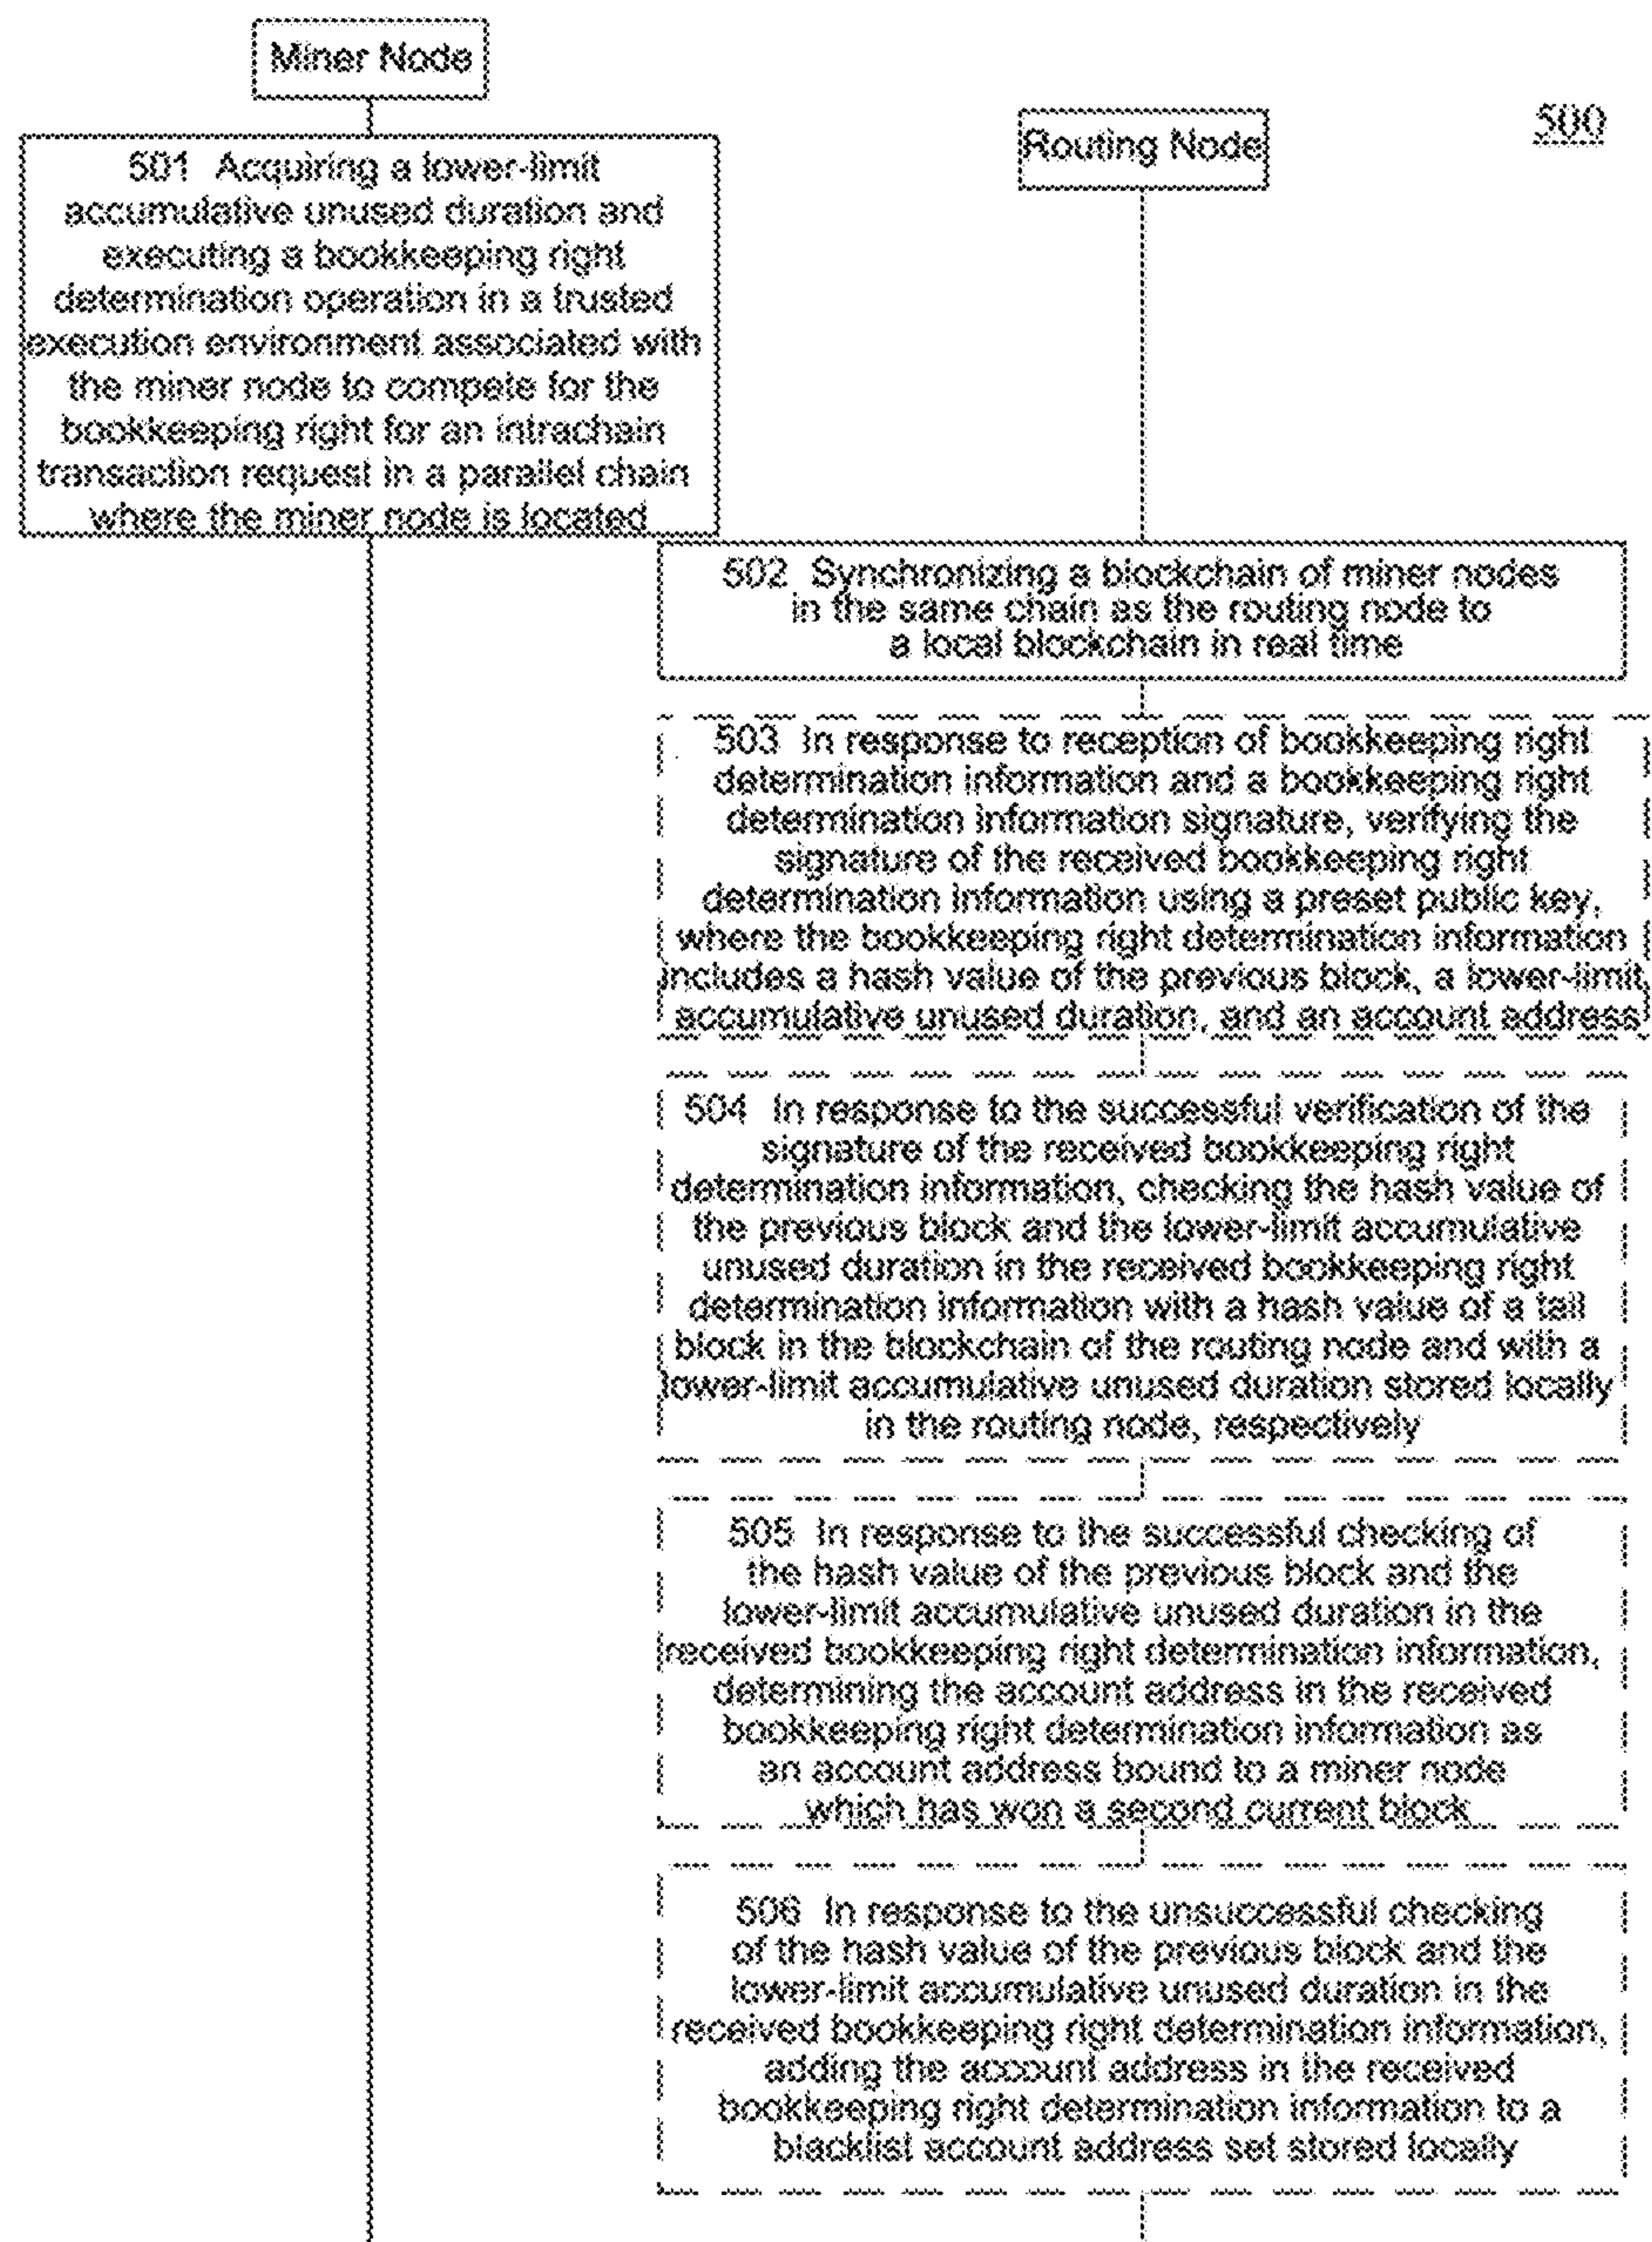 Miner Node
500
Routing Node
501 Acquiring a lower-limit
accumulative unused duration and
executing a bookkeeping right
determination operation in a trusted
execution environment associated with
the miner node to compete for the
bookkeeping right for an intrachain
transaction request in a parallel chain
where the miner node is located
502 Synchronizing a blockchain of miner nodes
in the same chain as the routing node to
a local blockchain in real time
503 In response to reception of bookkeeping right
determination information and a bookkeeping right
determination information signature, verifying the
signature of the received bookkeeping right
determination information using a preset public key,
where the bookkeeping right determination information
includes a hash value of the previous block, a lower-limit
accumulative unused duration, and an account address
504 In response to the successful verification of the
signature of the received bookkeeping right
determination information, checking the hash value of
the previous block and the lower-limit accumulative
unused duration in the received bookkeeping right
determination information with a hash value of a tail
block in the blockchain of the routing node and with a
lower-limit accumulative unused duration stored locally
in the routing node, respectively
505 In response to the successful checking of
the hash value of the previous block and the
lower-limit accumulative unused duration in the
received bookkeeping right determination information,
determining the account address in the received
bookkeeping right determination information as
an account address bound to a miner node
which has won a second current block
506 In response to the unsuccessful checking
of the hash value of the previous block and the
lower-limit accumulative unused duration in the
received bookkeeping right determination information,
adding the account address in the received
bookkeeping right determination information to a
blacklist account address set stored locally